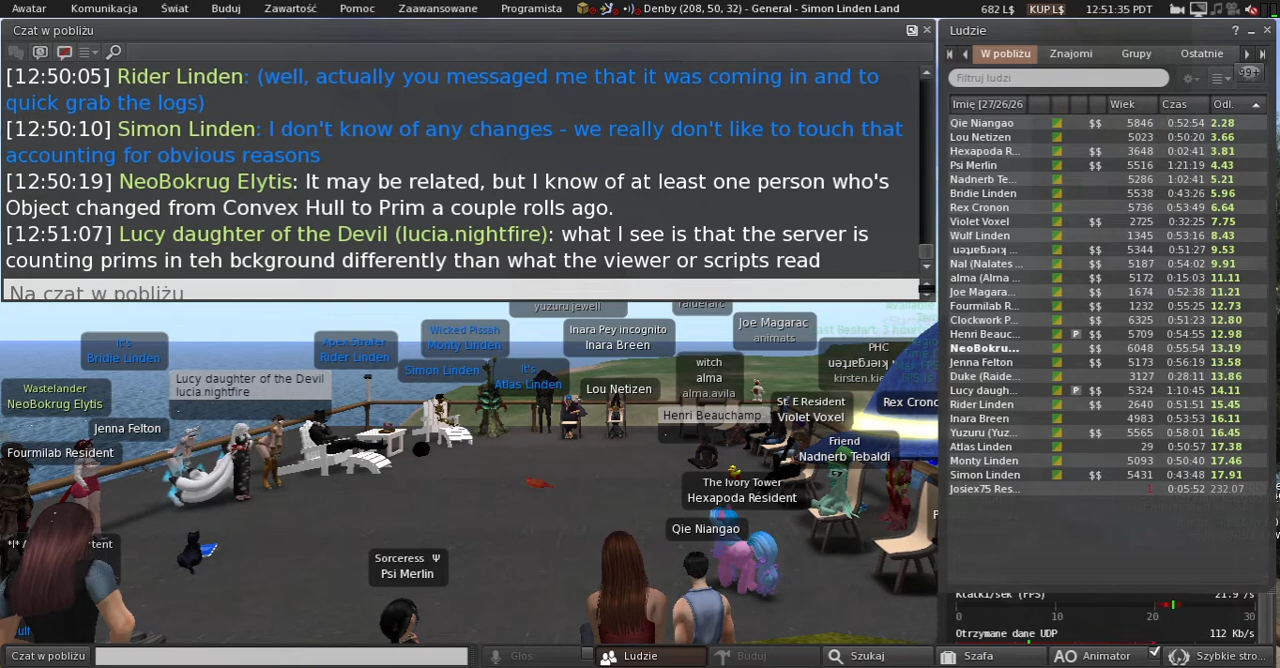 Awatar Komunikacja Świat Buduj Zawartość Pomoc Zaawansowane Programista Denby (208, 50, 32) - General - Simon Linden Land 682 L$ KUP L$ 12:51:35 PDT
Czat w pobliżu
[12:50:05] Rider Linden: (well, actually you messaged me that it was coming in and to
quick grab the logs)
[12:50:10] Simon Linden: I don't know of any changes - we really don't like to touch that
accounting for obvious reasons
[12:50:19] NeoBokrug Elytis: It may be related, but I know of at least one person who's
Object changed from Convex Hull to Prim a couple rolls ago.
[12:51:07] Lucy daughter of the Devil (lucia.nightfire): what I see is that the server is
counting prims in teh bckground differently than what the viewer or scripts read
Na czat w pobliżu
yuzuru jewell
It's
Bridie Linden
Apex Strafer
Rider Linden
Wicked Pissah
Monty Linden
Inara Pey incognito
Inara Breen
Joe Magarac
animats
Simon Linden
It's
Atlas Linden
Lou Netizen
witch
alma
alma.avila
PHC
Lucy daughter of the Devil
lucia.nightfire
Wastelander
NeoBokrug Elytis
Jenna Felton
Fourmilab Resident
Henri Beauchamp
St. E Resident
Violet Voxel
Friend
Nadnerb Tebaldi
The Ivory Tower
Hexapoda Resident
Qie Niangao
Sorceress Ψ
Psi Merlin
Ludzie
W pobliżu Znajomi Grupy Ostatnie
Filtruj ludzi 99+
Imię [27/26/26 Wiek Czas Odl.
Qie Niangao $$ 5846 0:52:54 2.28
Lou Netizen 5023 0:50:20 3.66
Hexapoda R... $$ 3648 0:02:41 3.81
Psi Merlin $$ 5516 1:21:19 4.43
Nadnerb Te... 5286 1:02:41 5.21
Bridie Linden 5538 0:43:26 5.96
Rex Cronon 5736 0:53:49 6.64
Violet Voxel $$ 2725 0:32:25 7.75
Wulf Linden 1345 0:53:16 8.43
$$ 5344 0:51:27 9.53
Nal (Nalates ... $$ 5187 0:54:02 9.91
alma (Alma ... $$ 5172 0:15:03 11.11
Joe Magara... $$ 1674 0:52:38 11.21
Fourmilab R... $$ 1232 0:55:25 12.73
Clockwork P... $$ 6325 0:51:23 12.80
Henri Beauc... P $$ 5709 0:54:55 12.98
NeoBokru... $$ 6048 0:55:54 13.19
Jenna Felton $$ 5173 0:56:19 13.58
Duke (Raide... 3127 0:28:11 13.86
Lucy daugh... P $$ 5324 1:10:45 14.11
Rider Linden $$ 2640 0:51:51 15.45
Inara Breen 4983 0:53:53 16.11
Yuzuru (Yuz... $$ 5565 0:58:01 16.45
Atlas Linden 29 0:50:57 17.38
Monty Linden 5093 0:50:40 17.46
Simon Linden $$ 5431 0:43:48 17.91
Josiex75 Res... 1 0:05:52 232.07
Klatki/sek (FPS) 21.9 /s
0 10 20 30
Otrzymane dane UDP 112 Kb/s
Czat w pobliżu Głos Ludzie Buduj Szukaj Szafa AO Animator Szybkie stro...